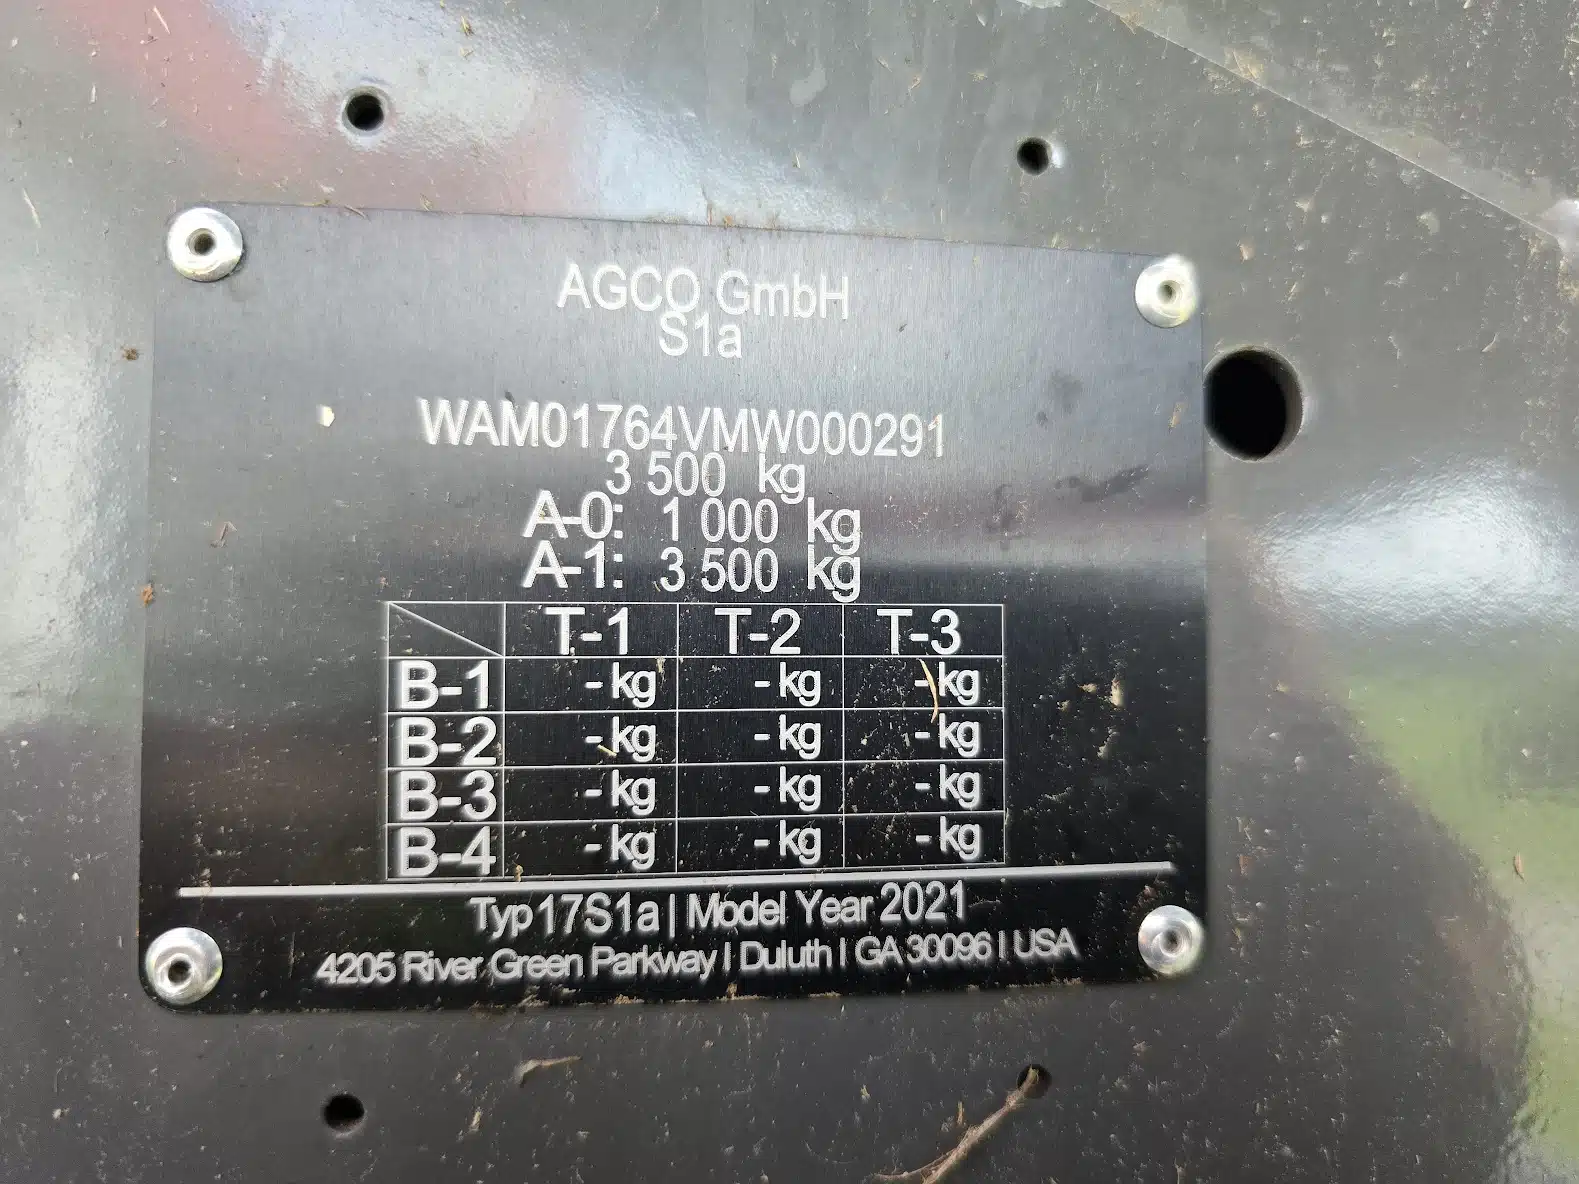 AGCO GmbH
S1a
WAM01764VMW000291
3 500 kg
A-0: 1 000 kg
A-1: 3 500 kg
T-1 T-2 T-3
B-1 - kg - kg - kg
B-2 - kg - kg - kg
B-3 - kg - kg - kg
B-4 - kg - kg - kg
Typ 17S1a | Model Year 2021
4205 River Green Parkway | Duluth | GA 30096 | USA